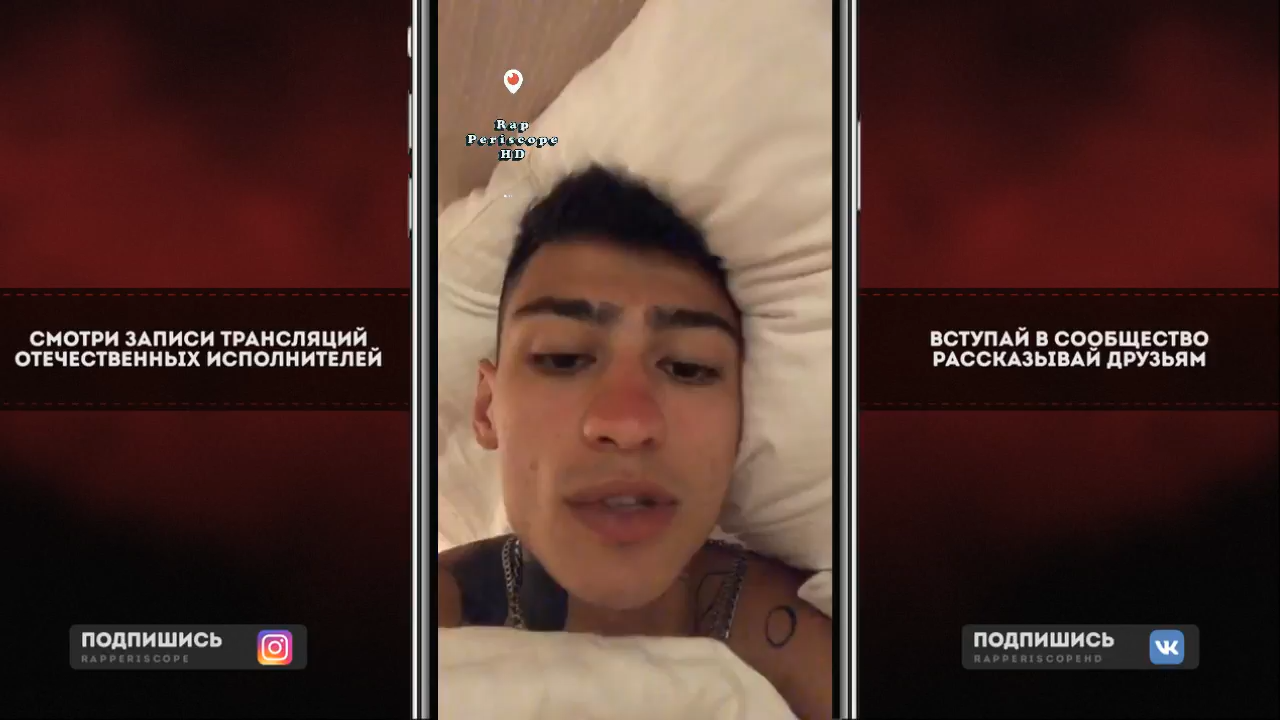 Rap
Periscope
HD
СМОТРИ ЗАПИСИ ТРАНСЛЯЦИЙ
ОТЕЧЕСТВЕННЫХ ИСПОЛНИТЕЛЕЙ
ВСТУПАЙ В СООБЩЕСТВО
РАССКАЗЫВАЙ ДРУЗЬЯМ
ПОДПИШИСЬ
RAPPERISCOPE
ПОДПИШИСЬ
RAPPERISCOPEHD